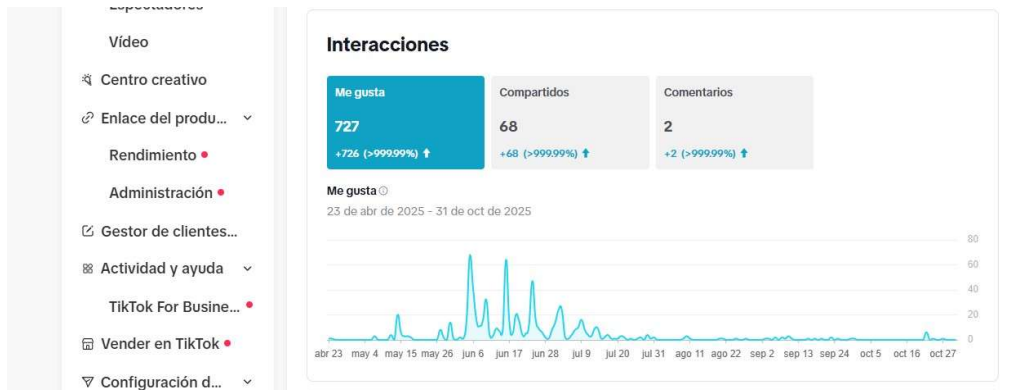 Espectadores
Vídeo
Centro creativo
Enlace del produ...
Rendimiento
Administración
Gestor de clientes...
Actividad y ayuda
TikTok For Busine...
Vender en TikTok
Configuración d...
Interacciones
Me gusta Compartidos Comentarios
727 68 2
+726 (>999.99%) +68 (>999.99%) +2 (>999.99%)
Me gusta
23 de abr de 2025 - 31 de oct de 2025
80
60
40
20
0
abr 23 may 4 may 15 may 26 jun 6 jun 17 jun 28 jul 9 jul 20 jul 31 ago 11 ago 22 sep 2 sep 13 sep 24 oct 5 oct 16 oct 27